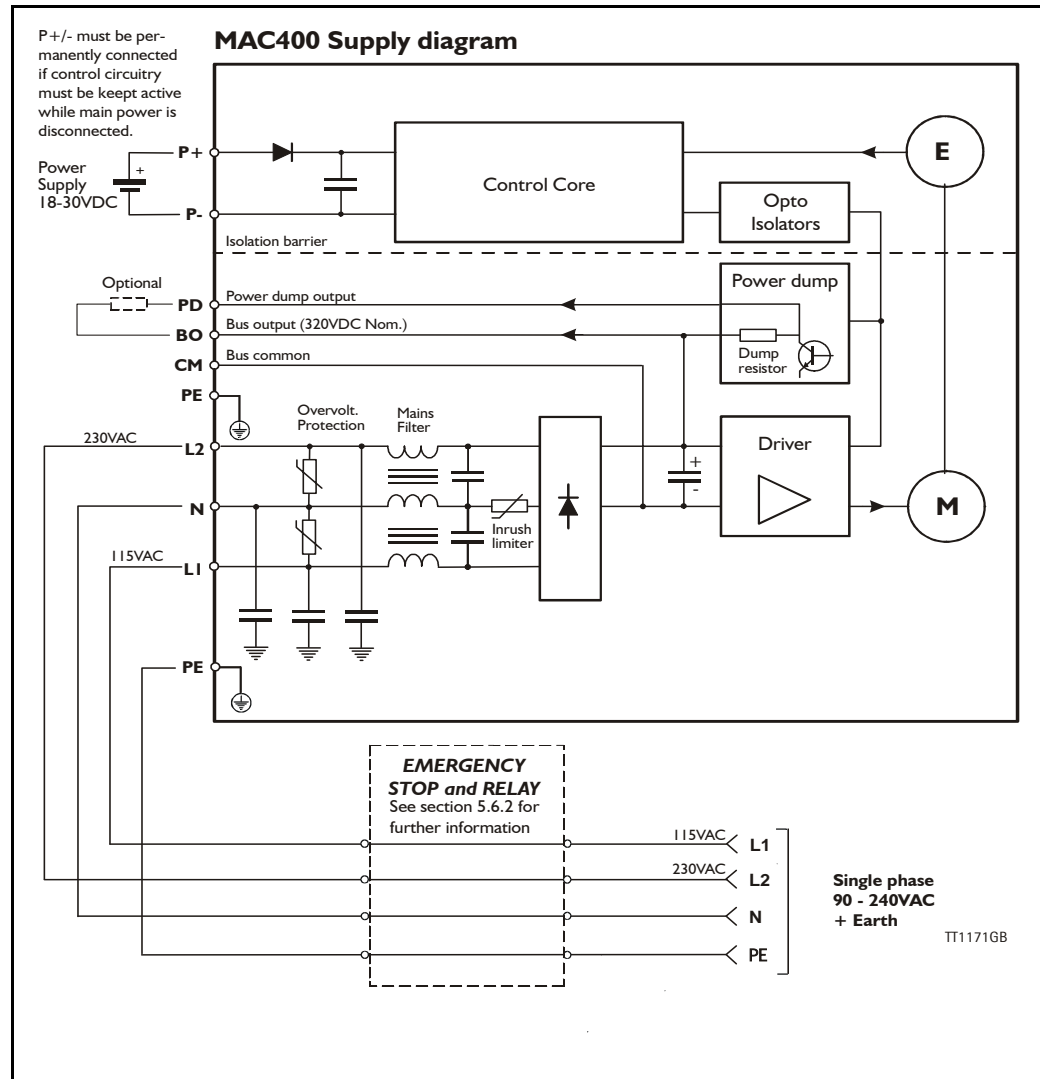 P+/- must be per-
manently connected
if control circuitry
must be keept active
while main power is
disconnected.
MAC400 Supply diagram
P+
+
Power
Supply
18-30VDC
P-
Control Core
E
Opto
Isolators
Isolation barrier
Optional
PD
Power dump output
Power dump
BO
Bus output (320VDC Nom.)
Dump
resistor
CM
Bus common
PE
Overvolt.
Protection
Mains
Filter
230VAC
L2
+
-
Driver
N
Inrush
limiter
M
115VAC
L1
PE
EMERGENCY
STOP and RELAY
See section 5.6.2 for
further information
115VAC
L1
230VAC
L2
N
PE
Single phase
90 - 240VAC
+ Earth
TT1171GB